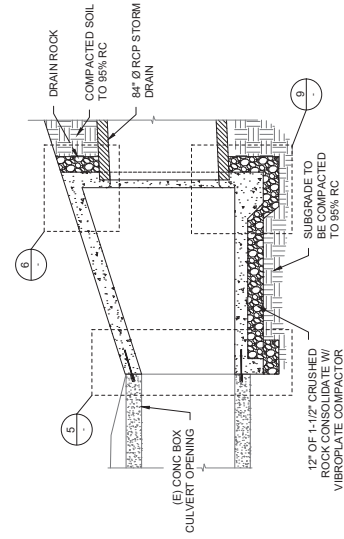 DRAIN ROCK
COMPACTED SOIL
TO 95% RC
84" Ø RCP STORM
DRAIN
6
-
9
-
5
-
(E) CONC BOX
CULVERT OPENING
SUBGRADE TO
BE COMPACTED
TO 95% RC
12" OF 1-1/2" CRUSHED
ROCK CONSOLIDATE W/
VIBROPLATE COMPACTOR